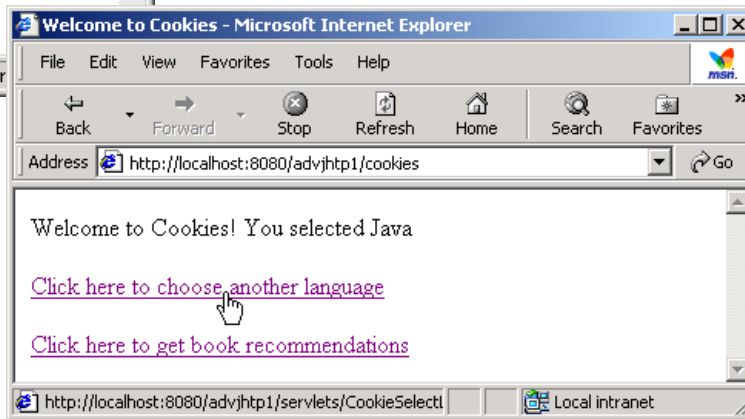 Welcome to Cookies - Microsoft Internet Explorer
File Edit View Favorites Tools Help
msn.
Back Forward Stop Refresh Home Search Favorites »
Address http://localhost:8080/advjhtp1/cookies Go
Welcome to Cookies! You selected Java
Click here to choose another language
Click here to get book recommendations
http://localhost:8080/advjhtp1/servlets/CookieSelectL Local intranet